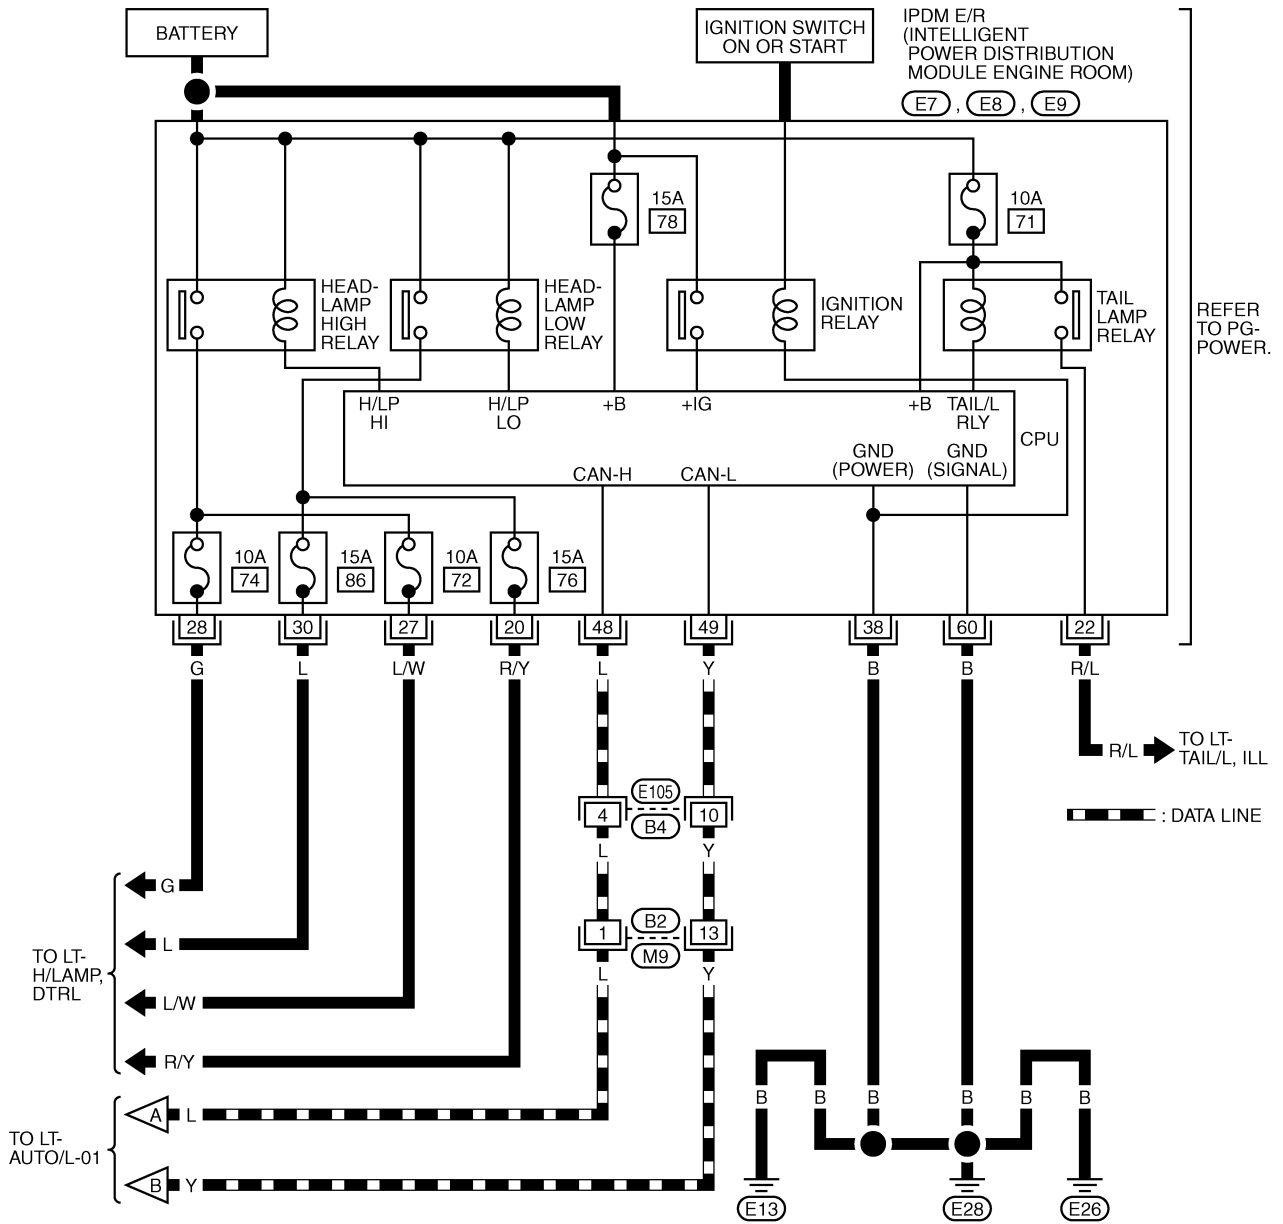 BATTERY
IGNITION SWITCH
ON OR START
IPDM E/R
(INTELLIGENT
POWER DISTRIBUTION
MODULE ENGINE ROOM)
E7 , E8 , E9
15A
78
10A
71
HEAD-
LAMP
HIGH
RELAY
HEAD-
LAMP
LOW
RELAY
IGNITION
RELAY
TAIL
LAMP
RELAY
REFER
TO PG-
POWER.
H/LP
HI
H/LP
LO
+B
+IG
+B
TAIL/L
RLY
CPU
CAN-H
CAN-L
GND
(POWER)
GND
(SIGNAL)
10A
74
15A
86
10A
72
15A
76
28
30
27
20
48
49
38
60
22
G
L
L/W
R/Y
L
Y
B
B
R/L
R/L
TO LT-
TAIL/L, ILL
: DATA LINE
4
E105
B4
10
L
Y
1
B2
M9
13
L
Y
TO LT-
H/LAMP,
DTRL
G
L
L/W
R/Y
TO LT-
AUTO/L-01
A
L
B
Y
B
B
B
B
B
B
E13
E28
E26